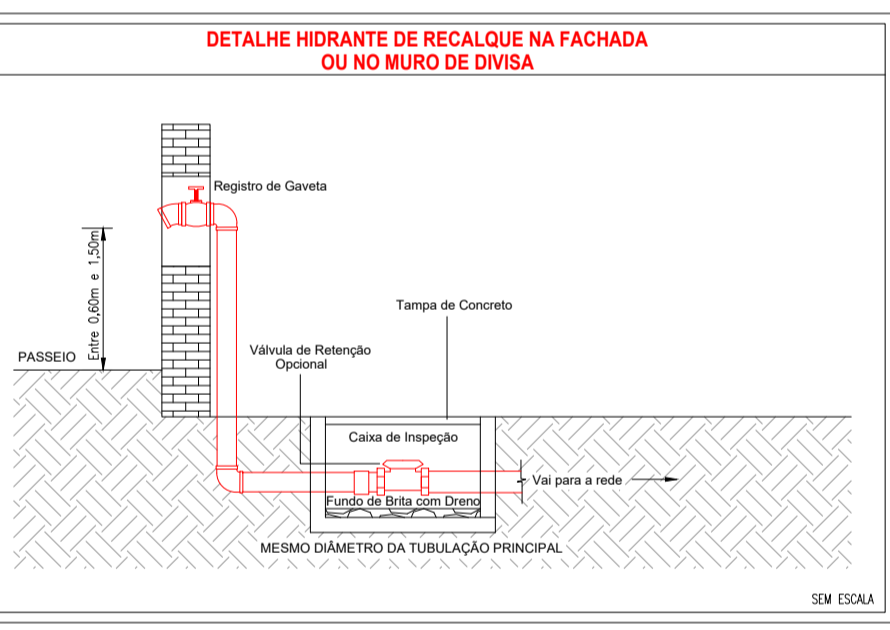 DETALHE HIDRANTE DE RECALQUE NA FACHADA
OU NO MURO DE DIVISA
Registro de Gaveta
Entre 0,60m e 1,50m
Tampa de Concreto
PASSEIO
Válvula de Retenção
Opcional
Caixa de Inspeção
Vai para a rede
Fundo de Brita com Dreno
MESMO DIÂMETRO DA TUBULAÇÃO PRINCIPAL
SEM ESCALA